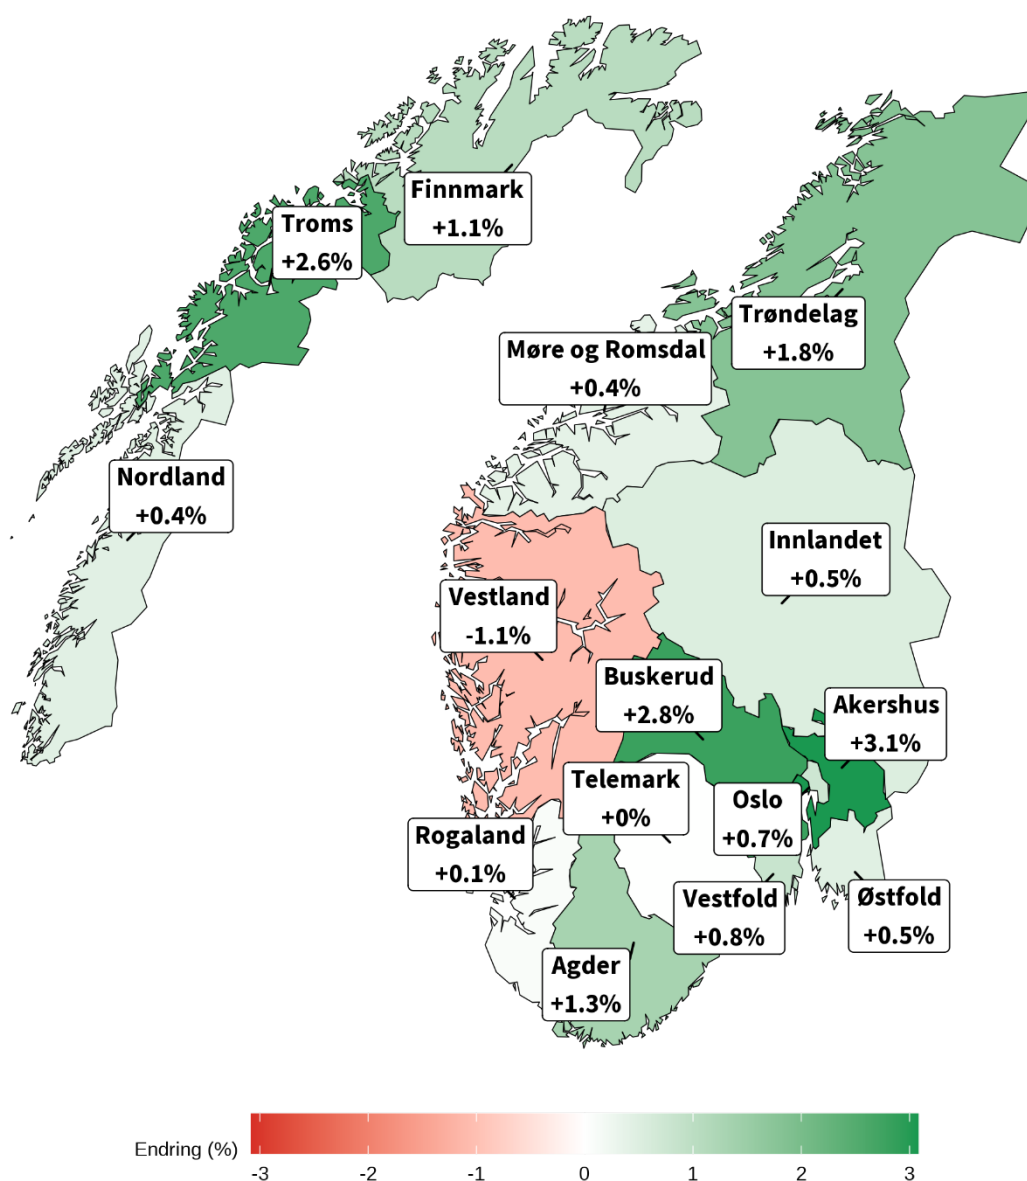 Finnmark
+1.1%
Troms
+2.6%
Trøndelag
+1.8%
Møre og Romsdal
+0.4%
Nordland
+0.4%
Innlandet
+0.5%
Vestland
-1.1%
Buskerud
+2.8%
Akershus
+3.1%
Telemark
+0%
Oslo
+0.7%
Rogaland
+0.1%
Vestfold
+0.8%
Østfold
+0.5%
Agder
+1.3%
Endring (%)
-3 -2 -1 0 1 2 3